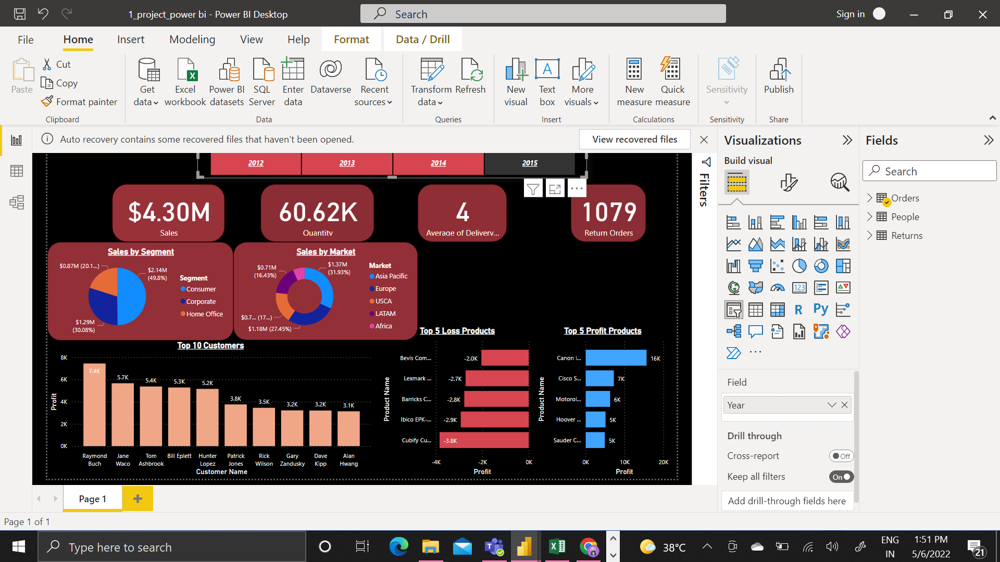 1_project_power bi - Power BI Desktop
Search
Sign in
File
Home
Insert
Modeling
View
Help
Format
Data / Drill
Paste
Cut
Copy
Format painter
Clipboard
Get data
Excel workbook
Power BI datasets
SQL Server
Enter data
Dataverse
Recent sources
Data
Transform data
Refresh
Queries
New visual
Text box
More visuals
Insert
New measure
Quick measure
Calculations
Sensitivity
Sensitivity
Publish
Share
Auto recovery contains some recovered files that haven't been opened.
View recovered files
2012
2013
2014
2015
$4.30M
Sales
60.62K
Quantity
4
Average of Delivery...
1079
Return Orders
Sales by Segment
$0.87M (20.1...)
$2.14M
(49.8%)
$1.29M
(30.08%)
Segment
Consumer
Corporate
Home Office
Sales by Market
$0.71M
(16.43%)
$1.37M
(31.93%)
$0.7... (17...)
$1.18M (27.45%)
Market
Asia Pacific
Europe
USCA
LATAM
Africa
Top 10 Customers
Profit
8K
6K
4K
2K
0K
7.4K
5.7K
5.4K
5.3K
5.2K
3.8K
3.5K
3.2K
3.2K
3.1K
Raymond Buch
Jane Waco
Tom Ashbrook
Bill Eplett
Hunter Lopez
Patrick Jones
Rick Wilson
Gary Zandusky
Dave Kipp
Alan Hwang
Customer Name
Top 5 Loss Products
Product Name
Bevis Com...
-2.0K
Lexmark ...
-2.7K
Barricks C...
-2.8K
Ibico EPK-...
-2.9K
Cubify Cu...
-3.8K
-4K
-2K
0K
Profit
Top 5 Profit Products
Product Name
Canon i...
16K
Cisco S...
7K
Motorol...
6K
Hoover ...
5K
Sauder C...
5K
0K
10K
20K
Profit
Filters
Visualizations
Build visual
123
R
Py
Field
Year
Drill through
Cross-report
Off
Keep all filters
On
Add drill-through fields here
Fields
Search
Orders
People
Returns
Page 1
Page 1 of 1
Type here to search
38°C
ENG
IN
1:51 PM
5/6/2022
21